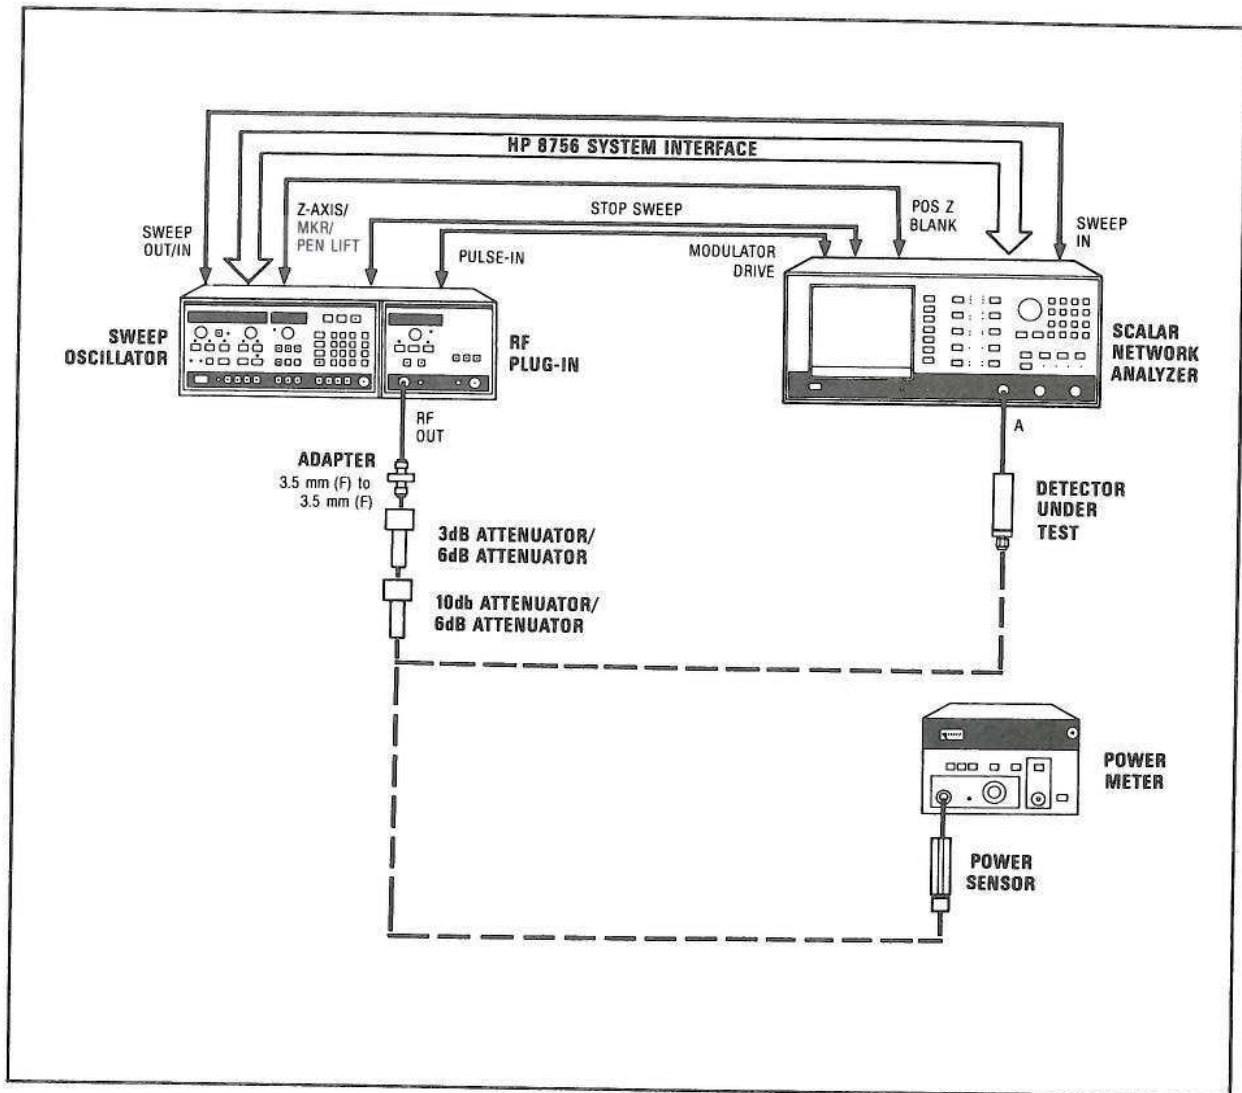 HP 8756 SYSTEM INTERFACE
SWEEP
OUT/IN
Z-AXIS/
MKR/
PEN LIFT
STOP SWEEP
PULSE-IN
MODULATOR
DRIVE
POS Z
BLANK
SWEEP
IN
SWEEP
OSCILLATOR
RF
PLUG-IN
SCALAR
NETWORK
ANALYZER
RF
OUT
A
ADAPTER
3.5 mm (F) to
3.5 mm (F)
DETECTOR
UNDER
TEST
3dB ATTENUATOR/
6dB ATTENUATOR
10db ATTENUATOR/
6dB ATTENUATOR
POWER
METER
POWER
SENSOR